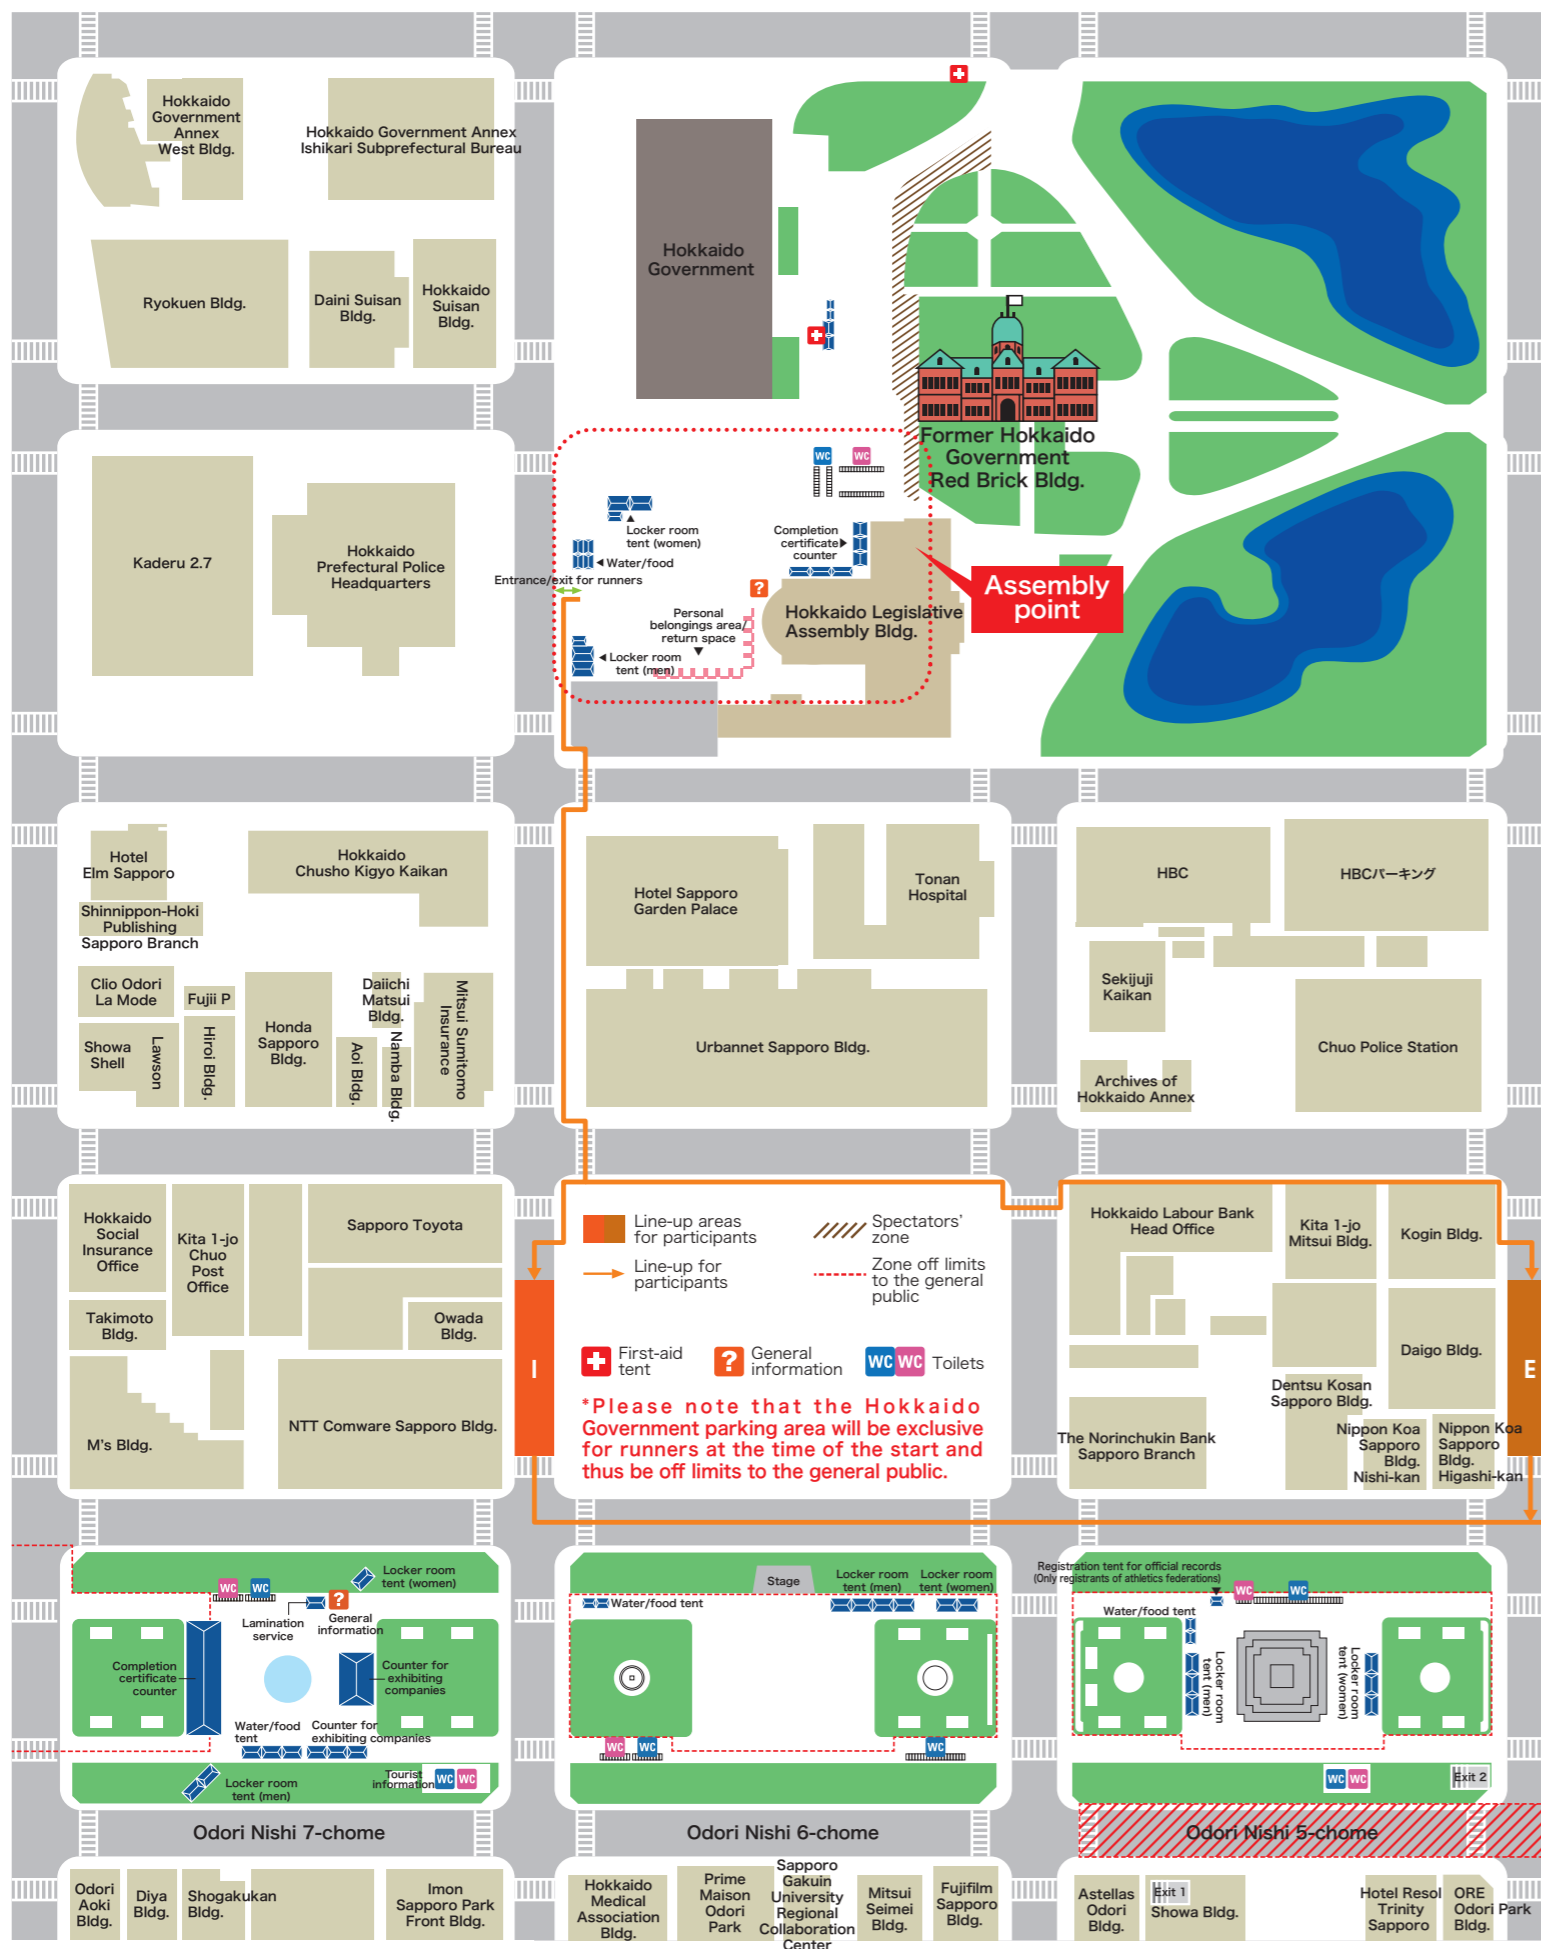 Hokkaido
Government
Annex
West Bldg.
Hokkaido Government Annex
Ishikari Subprefectural Bureau
Ryokuen Bldg.
Daini Suisan
Bldg.
Hokkaido
Suisan
Bldg.
Hokkaido
Government
Former Hokkaido
Government
Red Brick Bldg.
Kaderu 2.7
Hokkaido
Prefectural Police
Headquarters
WC
WC
Locker room
tent (women)
Water/food
Entrance/exit for runners
Completion
certificate
counter
?
Personal
belongings area/
return space
Locker room
tent (men)
Hokkaido Legislative
Assembly Bldg.
Assembly
point
Hotel
Elm Sapporo
Shinnippon-Hoki
Publishing
Sapporo Branch
Hokkaido
Chusho Kigyo Kaikan
Clio Odori
La Mode
Fujii P
Showa
Shell
Lawson
Hiroi Bldg.
Honda
Sapporo
Bldg.
Aoi Bldg.
Daiichi
Matsui
Bldg.
Namba Bldg.
Mitsui Sumitomo
Insurance
Hotel Sapporo
Garden Palace
Tonan
Hospital
Urbannet Sapporo Bldg.
HBC
HBCパーキング
Sekijuji
Kaikan
Archives of
Hokkaido Annex
Chuo Police Station
Hokkaido
Social
Insurance
Office
Kita 1-jo
Chuo
Post
Office
Sapporo Toyota
Takimoto
Bldg.
Owada
Bldg.
M's Bldg.
NTT Comware Sapporo Bldg.
I
Line-up areas
for participants
Spectators'
zone
Line-up for
participants
Zone off limits
to the general
public
First-aid
tent
?
General
information
WC
WC
Toilets
*Please note that the Hokkaido
Government parking area will be exclusive
for runners at the time of the start and
thus be off limits to the general public.
Hokkaido Labour Bank
Head Office
Kita 1-jo
Mitsui Bldg.
Kogin Bldg.
Daigo Bldg.
Dentsu Kosan
Sapporo Bldg.
The Norinchukin Bank
Sapporo Branch
Nippon Koa
Sapporo
Bldg.
Nishi-kan
Nippon Koa
Sapporo
Bldg.
Higashi-kan
E
WC
WC
Locker room
tent (women)
Lamination
service
?
General
information
Completion
certificate
counter
Counter for
exhibiting
companies
Water/food
tent
Counter for
exhibiting companies
Locker room
tent (men)
Tourist
information
WC
WC
Stage
Water/food tent
Locker room
tent (men)
Locker room
tent (women)
WC
WC
WC
Registration tent for official records
(Only registrants of athletics federations)
WC
WC
Water/food tent
Locker room
tent (men)
Locker room
tent (women)
WC
WC
Exit 2
Odori Nishi 7-chome
Odori Nishi 6-chome
Odori Nishi 5-chome
Odori
Aoki
Bldg.
Diya
Bldg.
Shogakukan
Bldg.
Imon
Sapporo Park
Front Bldg.
Hokkaido
Medical
Association
Bldg.
Prime
Maison
Odori
Park
Sapporo
Gakuin
University
Regional
Collaboration
Center
Mitsui
Seimei
Bldg.
Fujifilm
Sapporo
Bldg.
Astellas
Odori
Bldg.
Exit 1
Showa Bldg.
Hotel Resol
Trinity
Sapporo
ORE
Odori Park
Bldg.